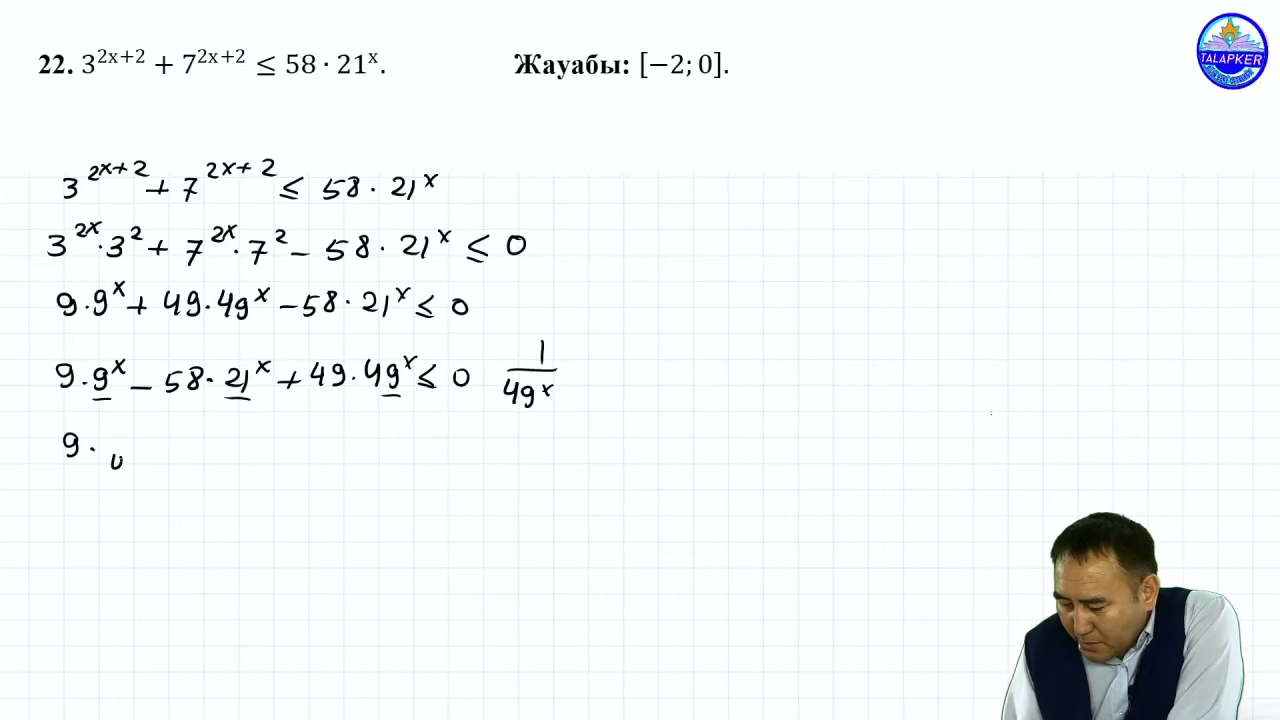 22. 3^{2x+2} + 7^{2x+2} ≤ 58 · 21^x. Жауабы: [−2; 0].
TALAPKER
3^{2x+2} + 7^{2x+2} ≤ 58 · 21^x
3^{2x} · 3^2 + 7^{2x} · 7^2 − 58 · 21^x ≤ 0
9 · 9^x + 49 · 49^x − 58 · 21^x ≤ 0
9 · 9^x − 58 · 21^x + 49 · 49^x ≤ 0 1/49^x
9 ·